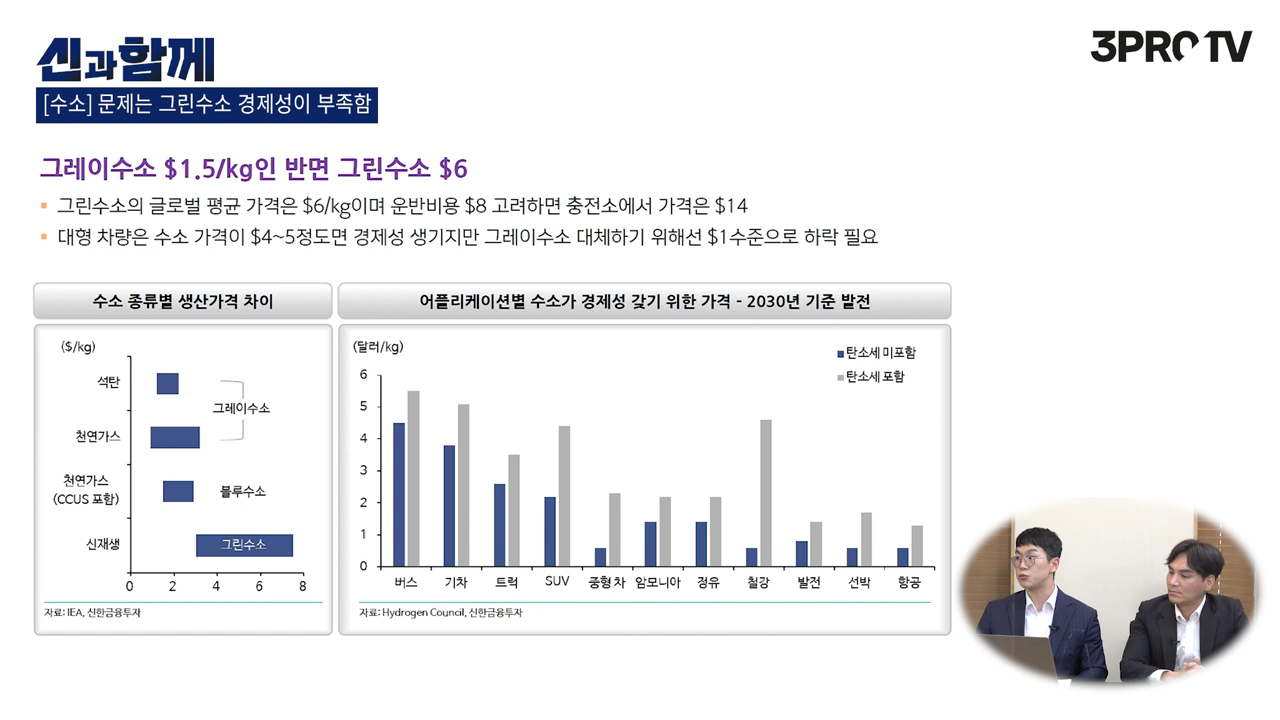 신과함께
3PRO TV
[수소] 문제는 그린수소 경제성이 부족함
그레이수소 $1.5/kg인 반면 그린수소 $6
▪ 그린수소의 글로벌 평균 가격은 $6/kg이며 운반비용 $8 고려하면 충전소에서 가격은 $14
▪ 대형 차량은 수소 가격이 $4~5정도면 경제성 생기지만 그레이수소 대체하기 위해선 $1수준으로 하락 필요
수소 종류별 생산가격 차이
($/kg)
석탄
그레이수소
천연가스
천연가스
(CCUS 포함)
블루수소
신재생
그린수소
0 2 4 6 8
자료: IEA, 신한금융투자
어플리케이션별 수소가 경제성 갖기 위한 가격 - 2030년 기준 발전
(달러/kg)
탄소세 미포함
탄소세 포함
6
5
4
3
2
1
0
버스 기차 트럭 SUV 중형차 암모니아 정유 철강 발전 선박 항공
자료: Hydrogen Council, 신한금융투자